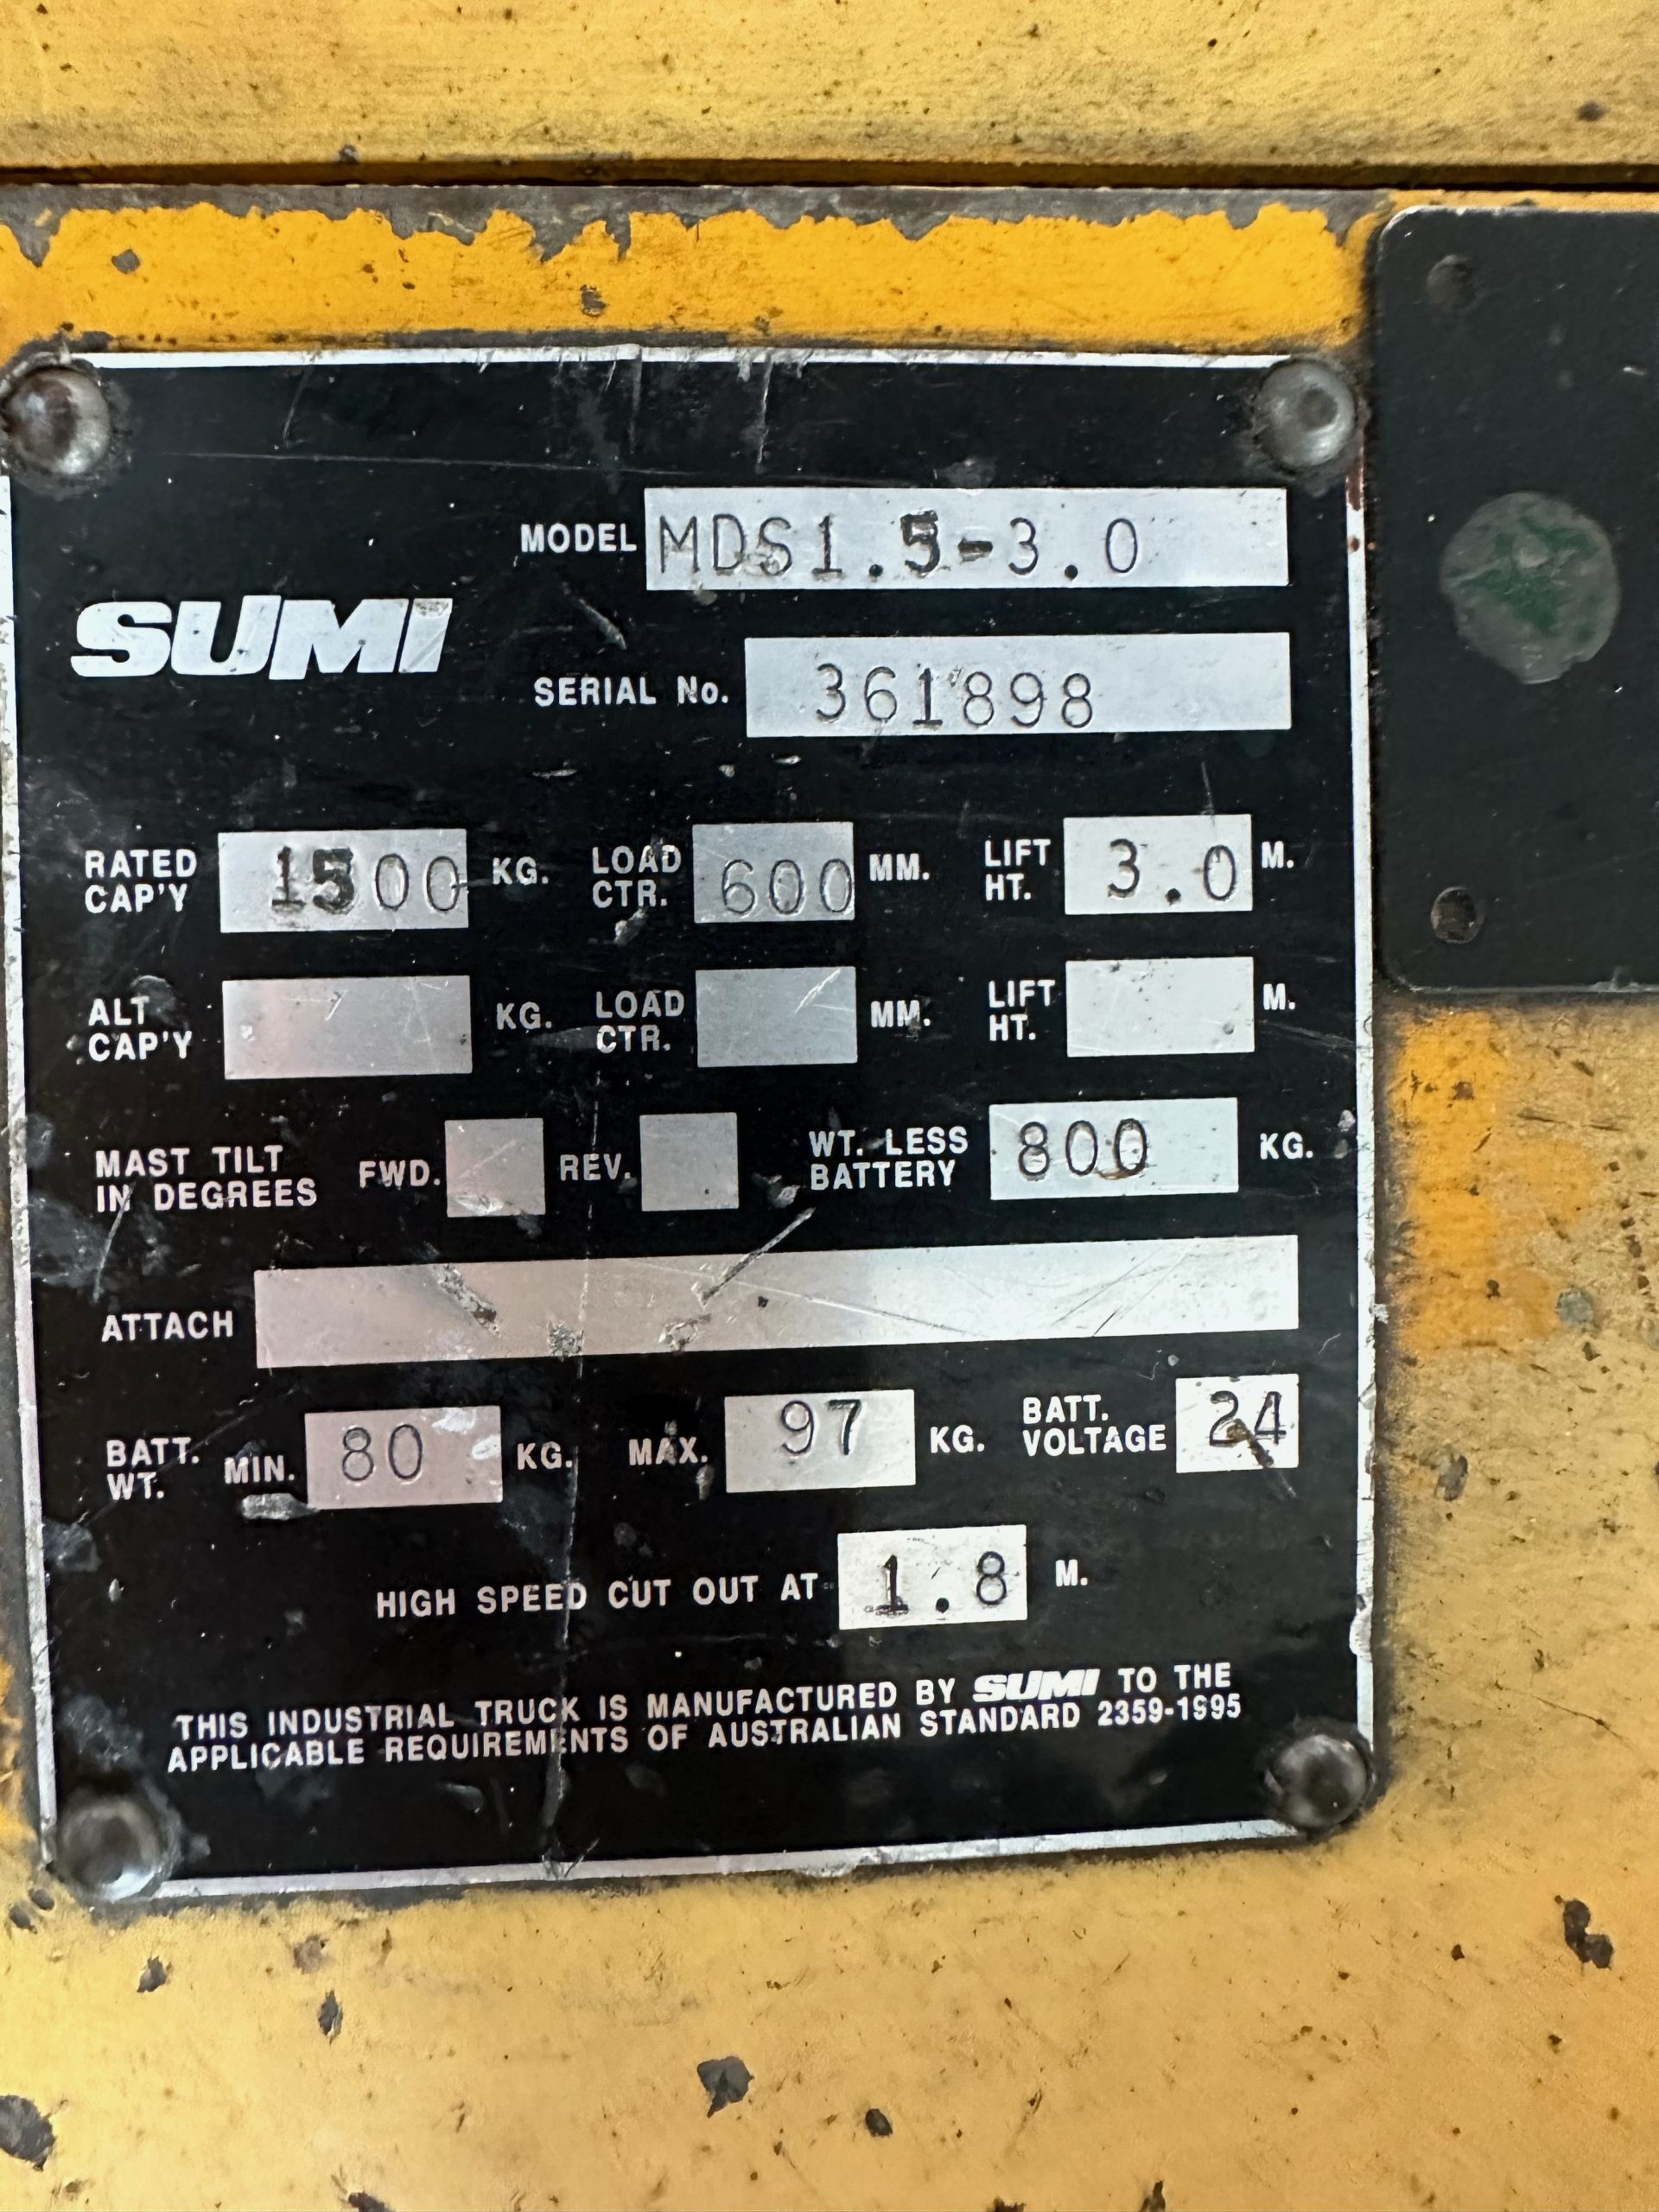 MODEL MDS1.5-3.0
SUMI
SERIAL No. 361898
RATED CAP'Y 1500 KG. LOAD CTR. 600 MM. LIFT HT. 3.0 M.
ALT CAP'Y KG. LOAD CTR. MM. LIFT HT. M.
MAST TILT IN DEGREES FWD. REV. WT. LESS BATTERY 800 KG.
ATTACH
BATT. WT. MIN. 80 KG. MAX. 97 KG. BATT. VOLTAGE 24
HIGH SPEED CUT OUT AT 1.8 M.
THIS INDUSTRIAL TRUCK IS MANUFACTURED BY SUMI TO THE
APPLICABLE REQUIREMENTS OF AUSTRALIAN STANDARD 2359-1995